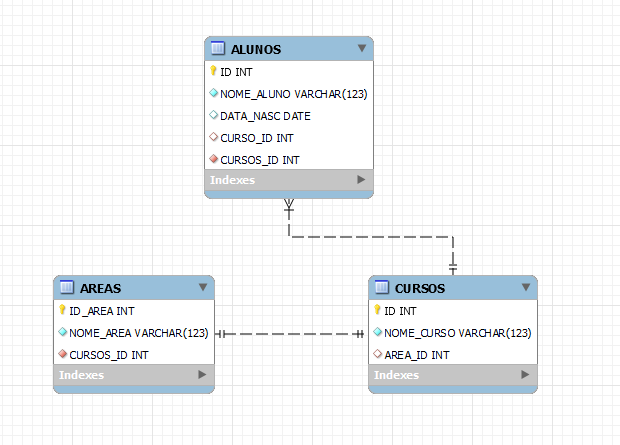 ALUNOS
ID INT
NOME_ALUNO VARCHAR(123)
DATA_NASC DATE
CURSO_ID INT
CURSOS_ID INT
Indexes
AREAS
ID_AREA INT
NOME_AREA VARCHAR(123)
CURSOS_ID INT
Indexes
CURSOS
ID INT
NOME_CURSO VARCHAR(123)
AREA_ID INT
Indexes